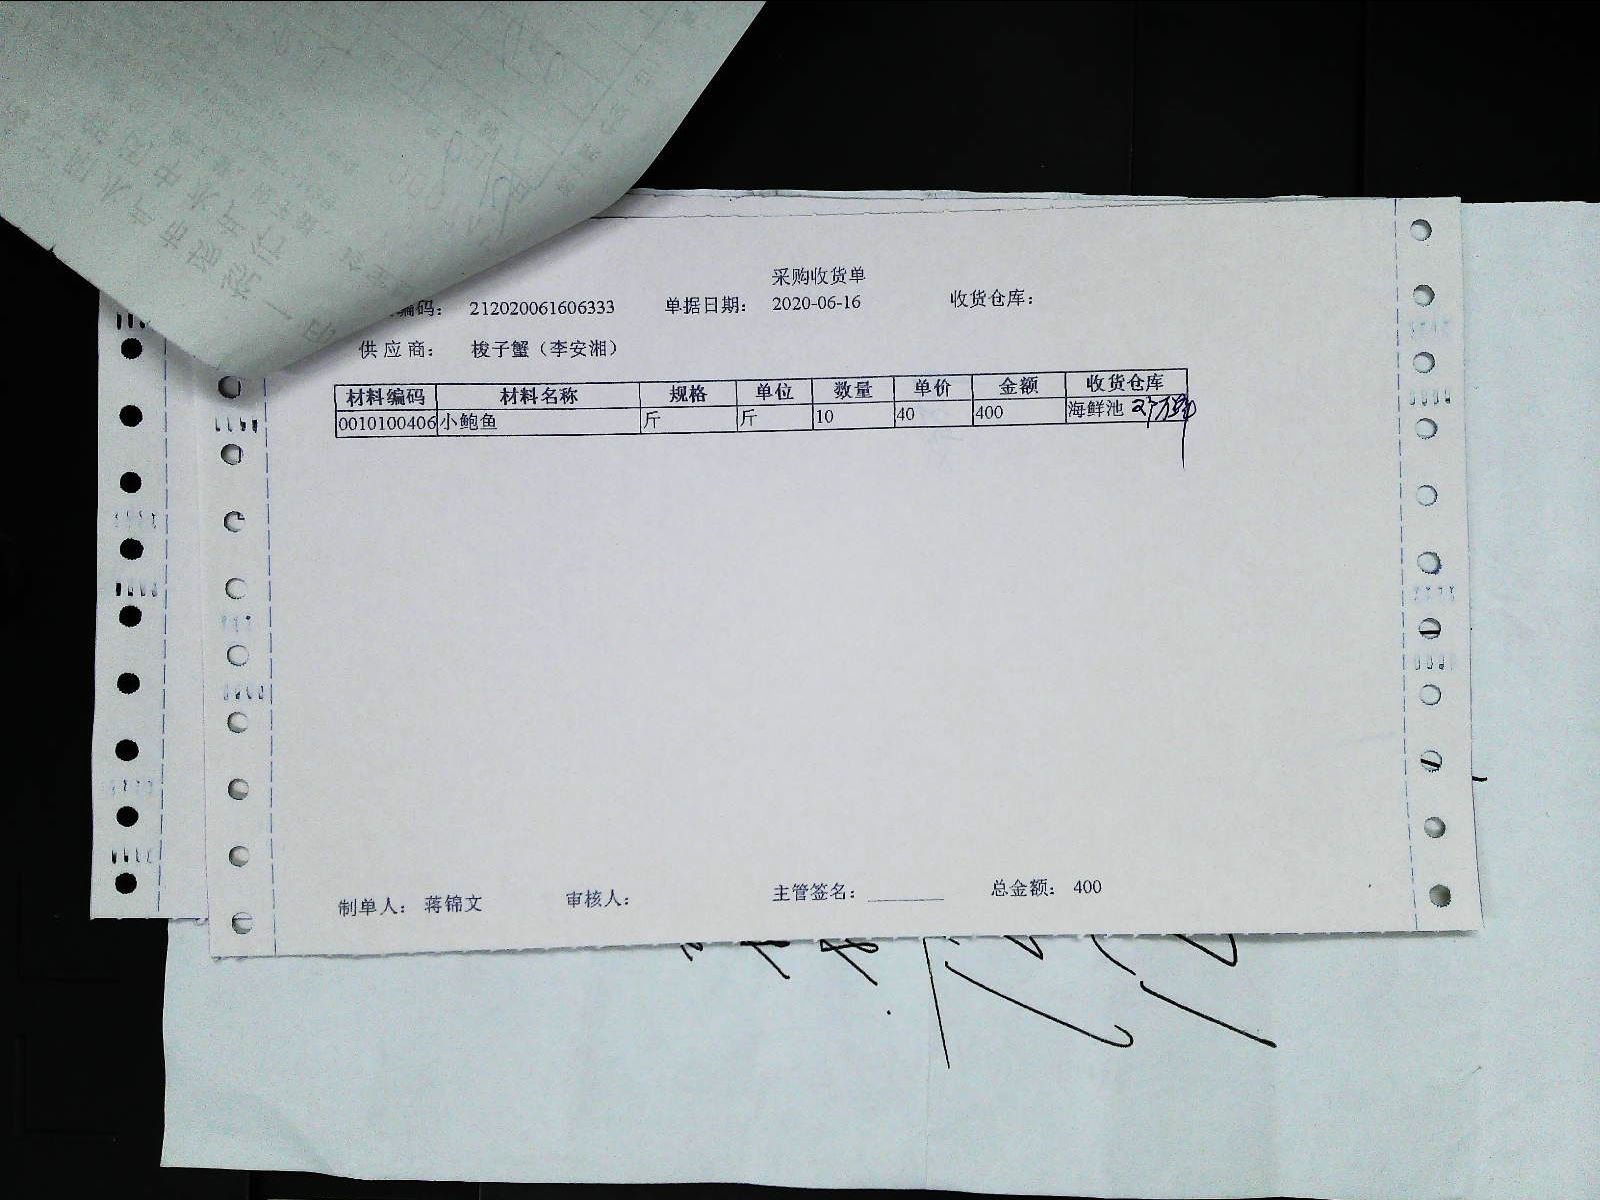 采购收货单
编码： 212020061606333 单据日期： 2020-06-16 收货仓库：
供应商： 梭子蟹（李安湘）
材料编码 材料名称 规格 单位 数量 单价 金额 收货仓库
0010100406 小鲍鱼 斤 斤 10 40 400 海鲜池
制单人： 蒋锦文 审核人： 主管签名： 总金额： 400